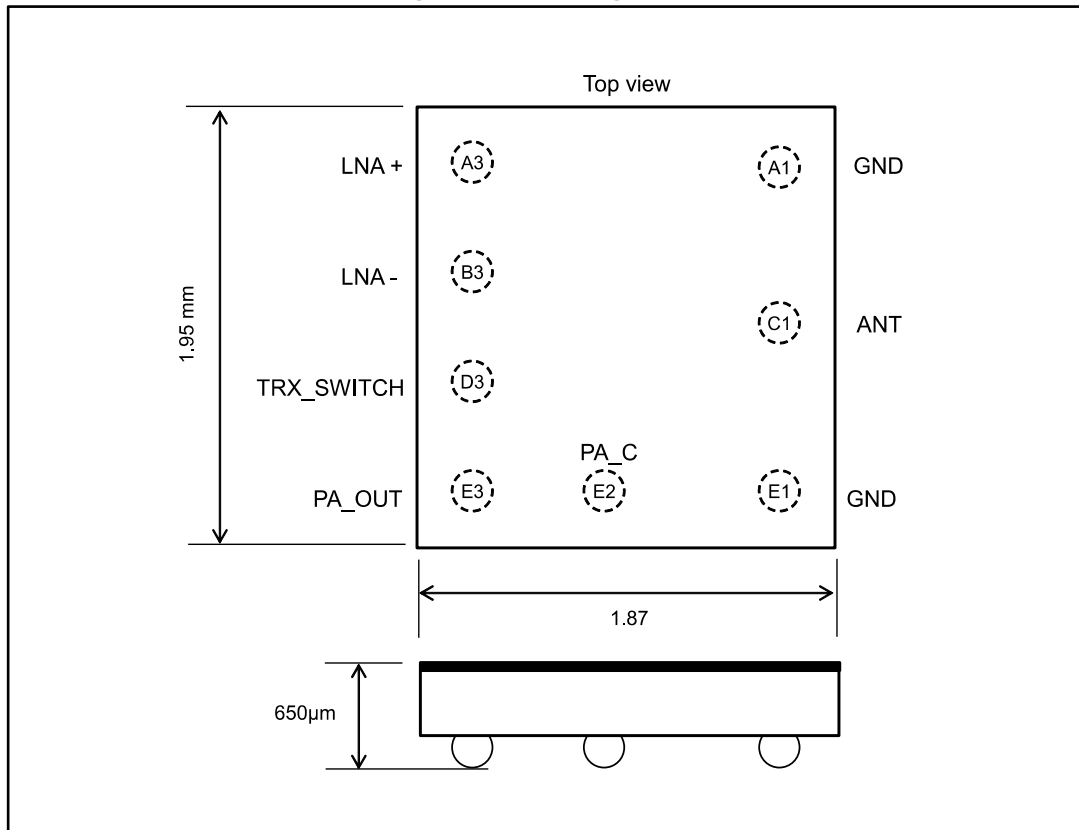 Top view
LNA + A3 A1 GND
LNA - B3
C1 ANT
1.95 mm
TRX_SWITCH D3
PA_C
PA_OUT E3 E2 E1 GND
1.87
650µm